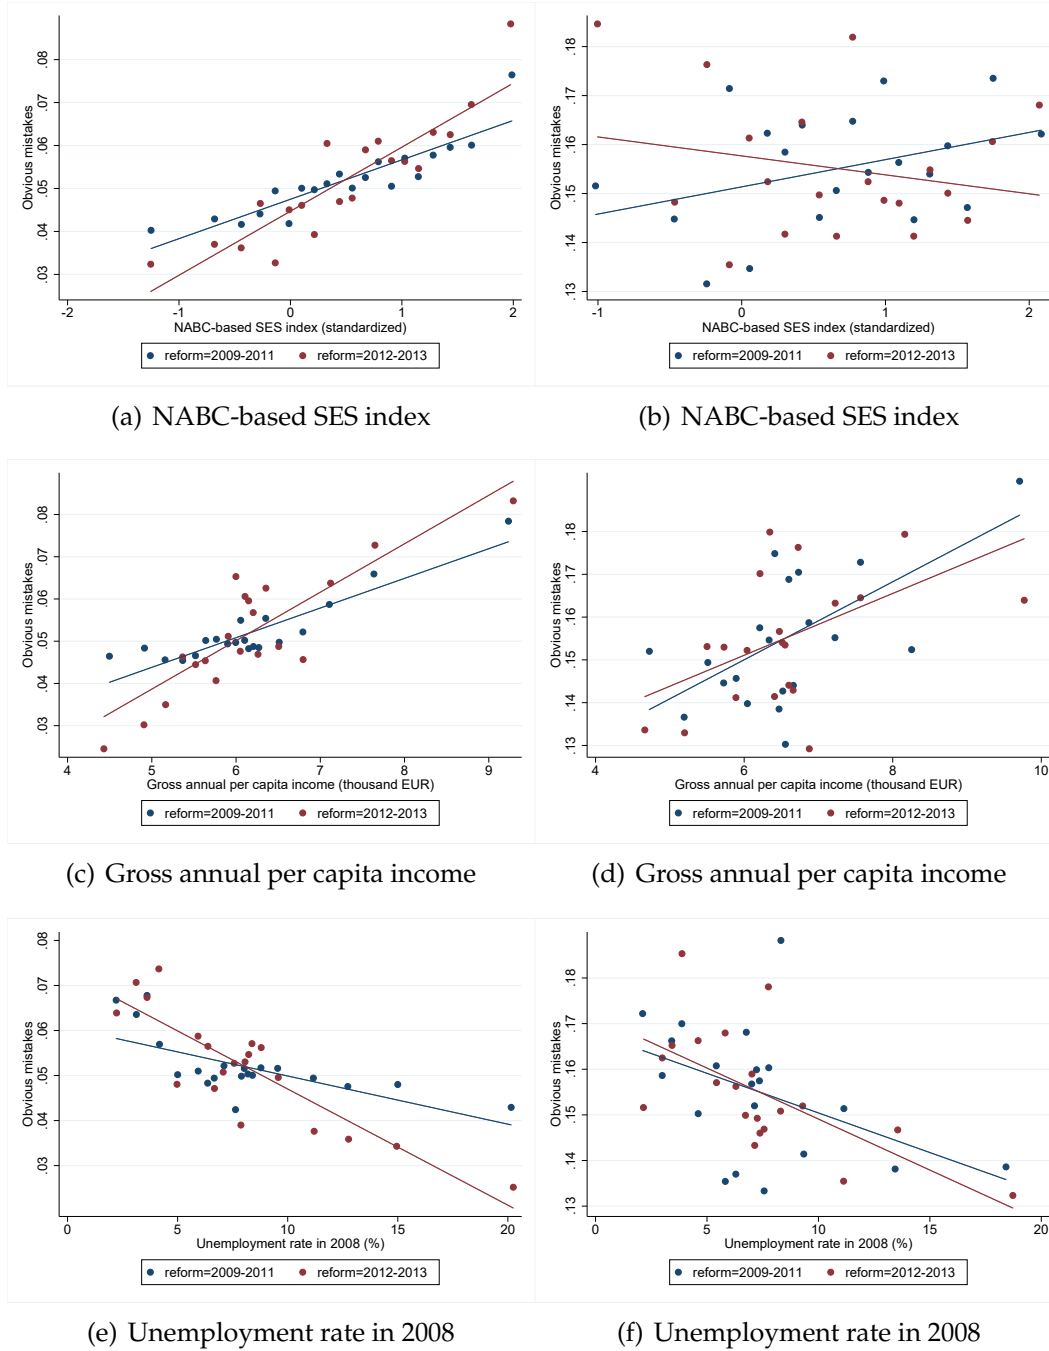 Obvious mistakes
.03 .04 .05 .06 .07 .08
-2 -1 0 1 2
NABC-based SES index (standardized)
reform=2009-2011 reform=2012-2013
(a) NABC-based SES index
Obvious mistakes
.13 .14 .15 .16 .17 .18
-1 0 1 2
NABC-based SES index (standardized)
reform=2009-2011 reform=2012-2013
(b) NABC-based SES index
Obvious mistakes
.03 .04 .05 .06 .07 .08
4 5 6 7 8 9
Gross annual per capita income (thousand EUR)
reform=2009-2011 reform=2012-2013
(c) Gross annual per capita income
Obvious mistakes
.13 .14 .15 .16 .17 .18
4 6 8 10
Gross annual per capita income (thousand EUR)
reform=2009-2011 reform=2012-2013
(d) Gross annual per capita income
Obvious mistakes
.03 .04 .05 .06 .07 .08
0 5 10 15 20
Unemployment rate in 2008 (%)
reform=2009-2011 reform=2012-2013
(e) Unemployment rate in 2008
Obvious mistakes
.13 .14 .15 .16 .17 .18
0 5 10 15 20
Unemployment rate in 2008 (%)
reform=2009-2011 reform=2012-2013
(f) Unemployment rate in 2008